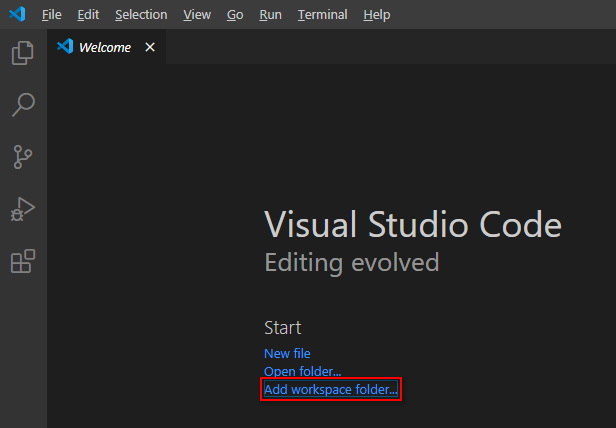 File Edit Selection View Go Run Terminal Help
Welcome
Visual Studio Code
Editing evolved
Start
New file
Open folder...
Add workspace folder...